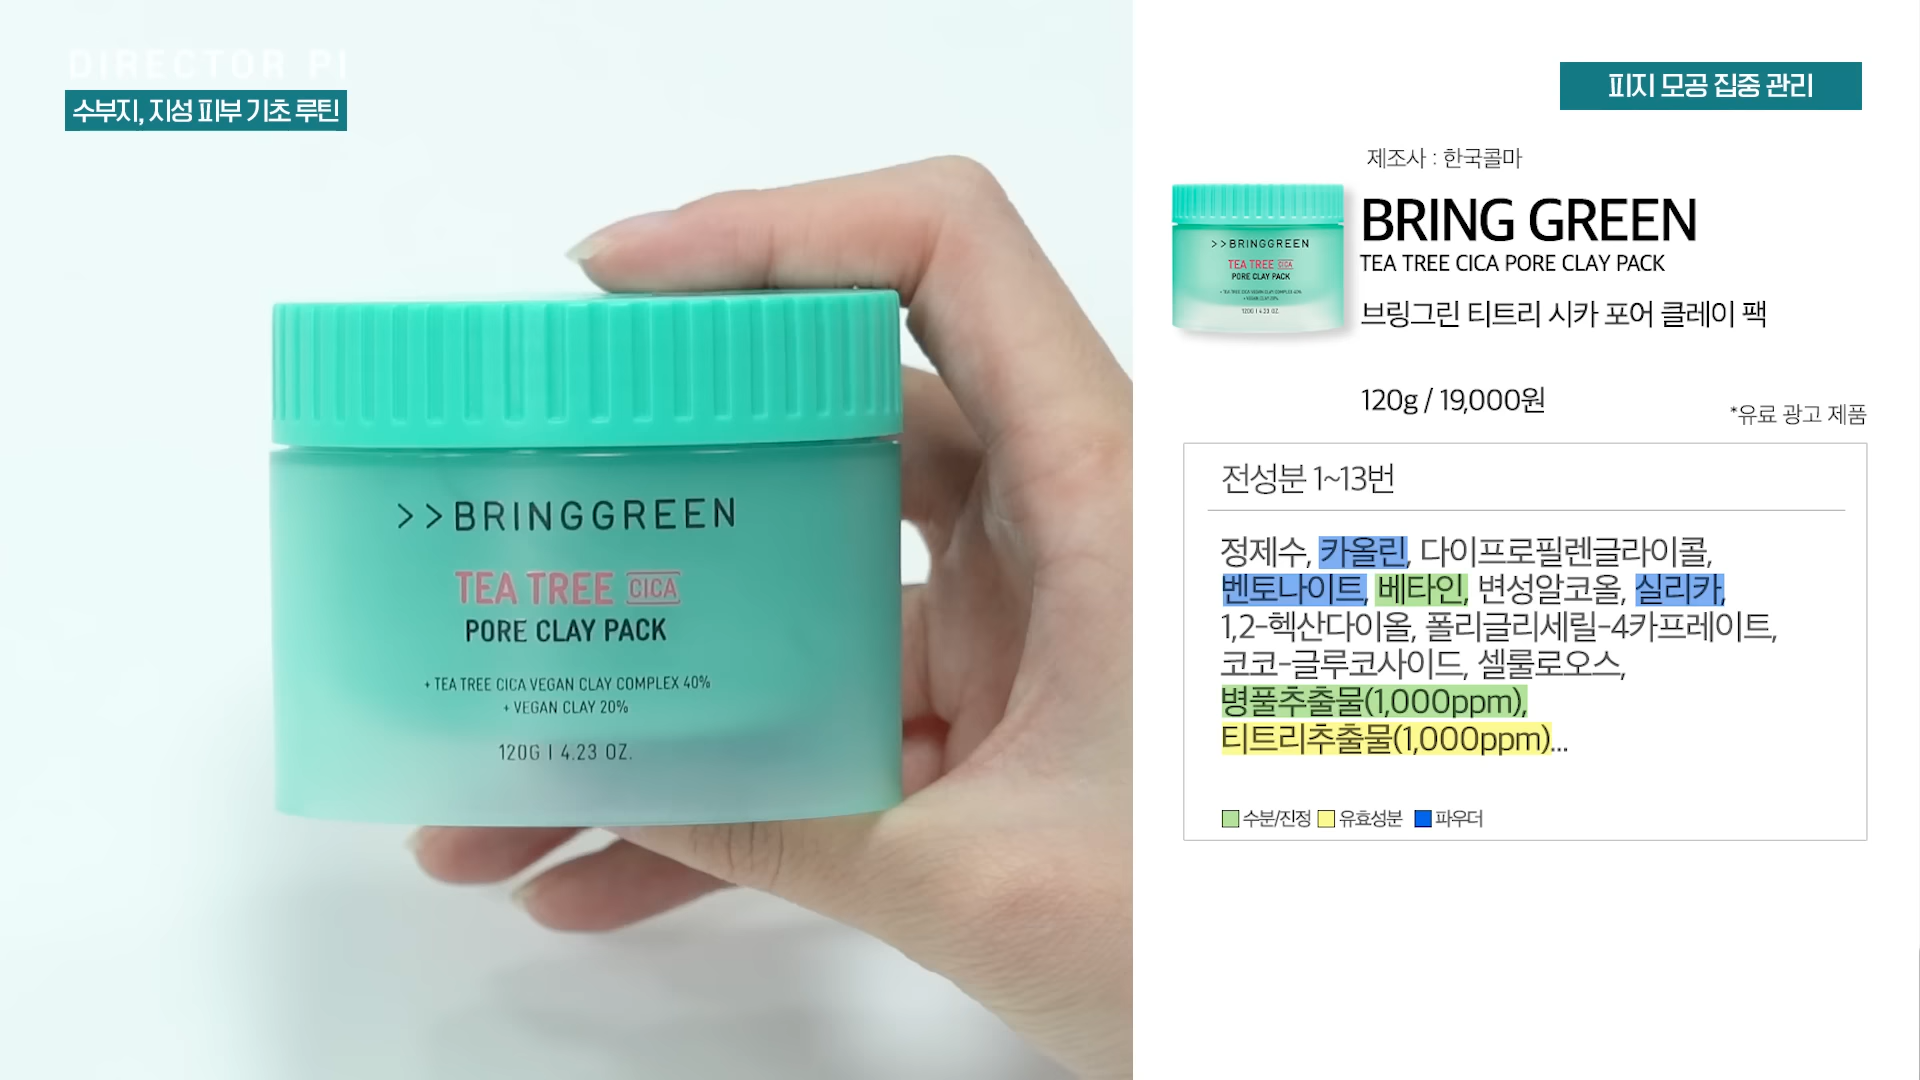 DIRECTOR PI
수부지, 지성 피부 기초 루틴
>>BRINGGREEN
TEA TREE CICA
PORE CLAY PACK
+ TEA TREE CICA VEGAN CLAY COMPLEX 40%
+ VEGAN CLAY 20%
120G | 4.23 OZ.
피지 모공 집중 관리
제조사 : 한국콜마
>>BRINGGREEN
TEA TREE CICA
PORE CLAY PACK
+ TEA TREE CICA VEGAN CLAY COMPLEX 40%
+ VEGAN CLAY 20%
120G | 4.23 OZ.
BRING GREEN
TEA TREE CICA PORE CLAY PACK
브링그린 티트리 시카 포어 클레이 팩
120g / 19,000원
*유료 광고 제품
전성분 1~13번
정제수, 카올린, 다이프로필렌글라이콜,
벤토나이트, 베타인, 변성알코올, 실리카,
1,2-헥산다이올, 폴리글리세릴-4카프레이트,
코코-글루코사이드, 셀룰로오스,
병풀추출물(1,000ppm),
티트리추출물(1,000ppm)...
수분/진정 유효성분 파우더